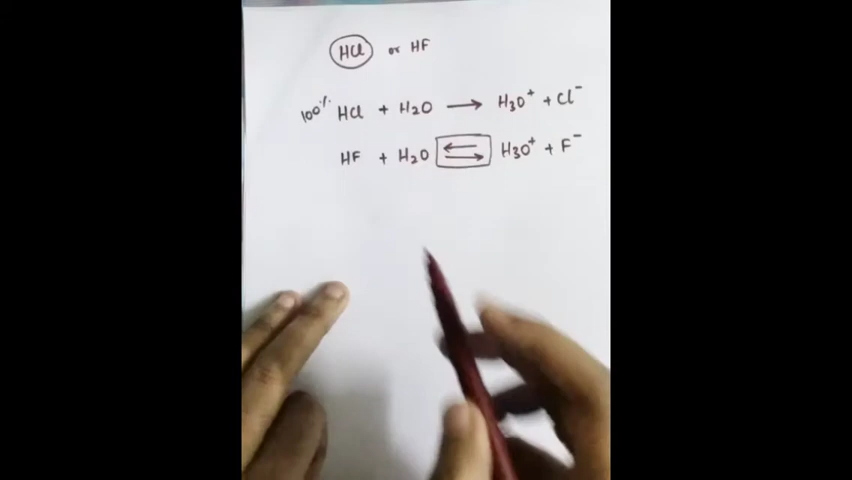 HCl or HF
100% HCl + H₂O ⟶ H₃O⁺ + Cl⁻
HF + H₂O ⇌ H₃O⁺ + F⁻